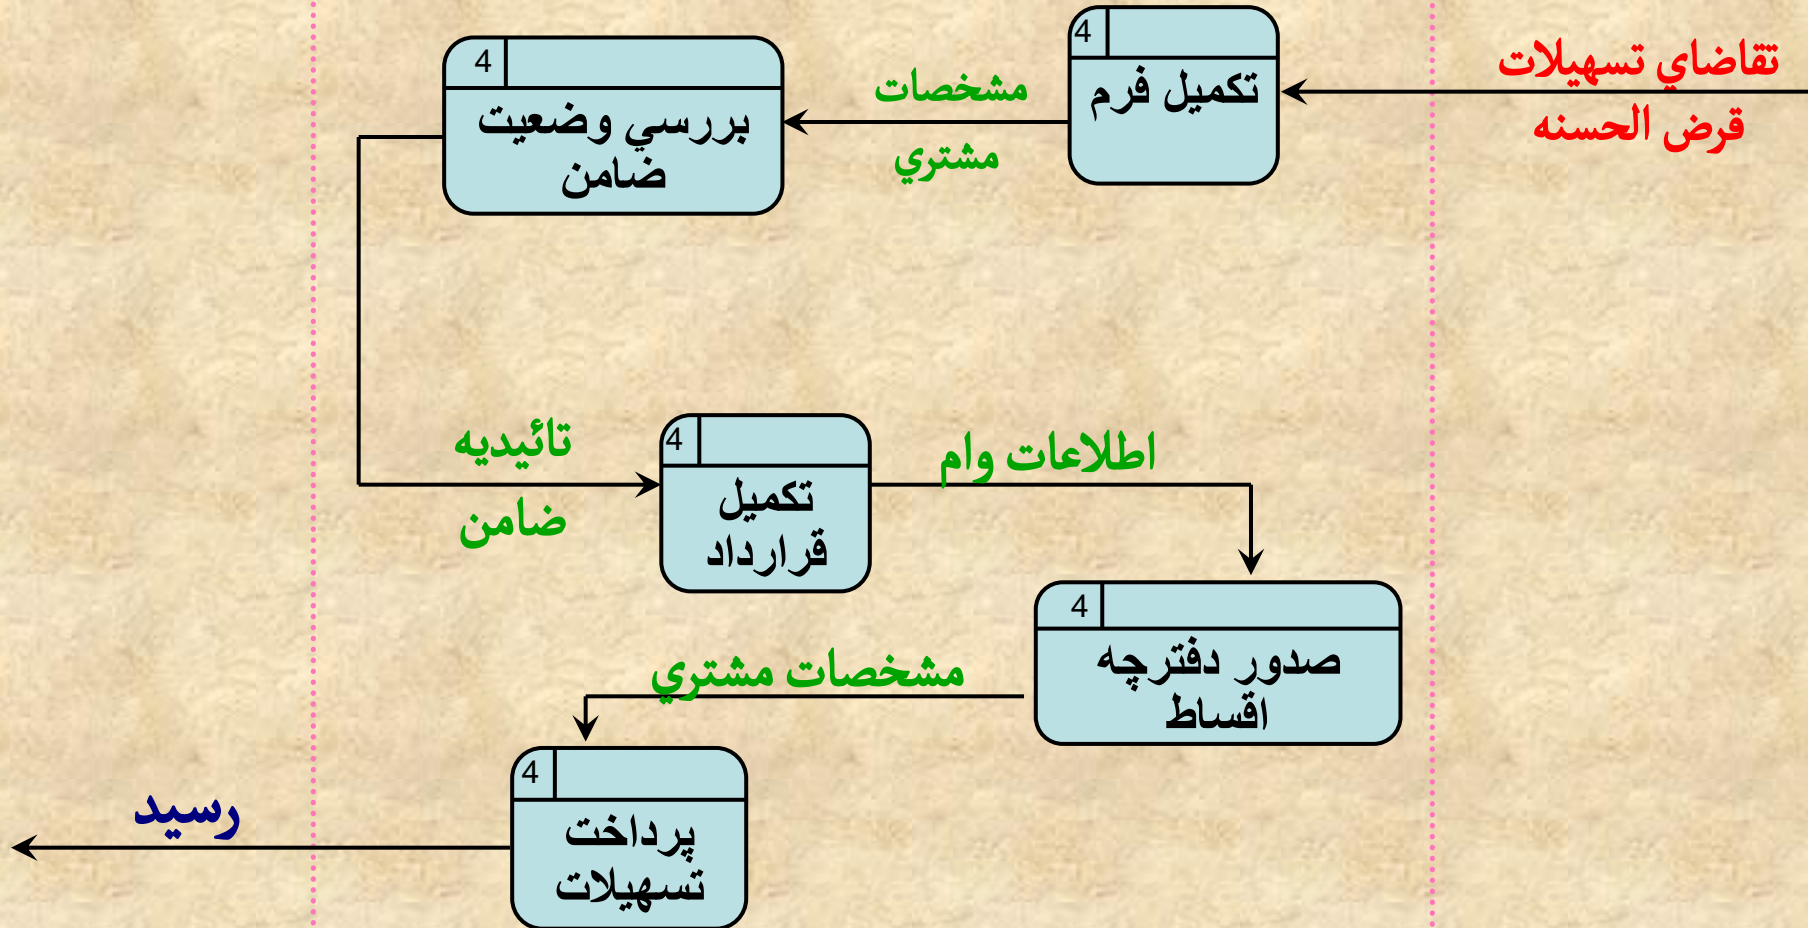 تقاضاي تسهيلات
قرض الحسنه
4
تكميل فرم
مشخصات
مشتري
4
بررسي وضعيت
ضامن
تائيديه
ضامن
4
تكميل
قرارداد
اطلاعات وام
4
صدور دفترچه
اقساط
مشخصات مشتري
4
پرداخت
تسهيلات
رسيد